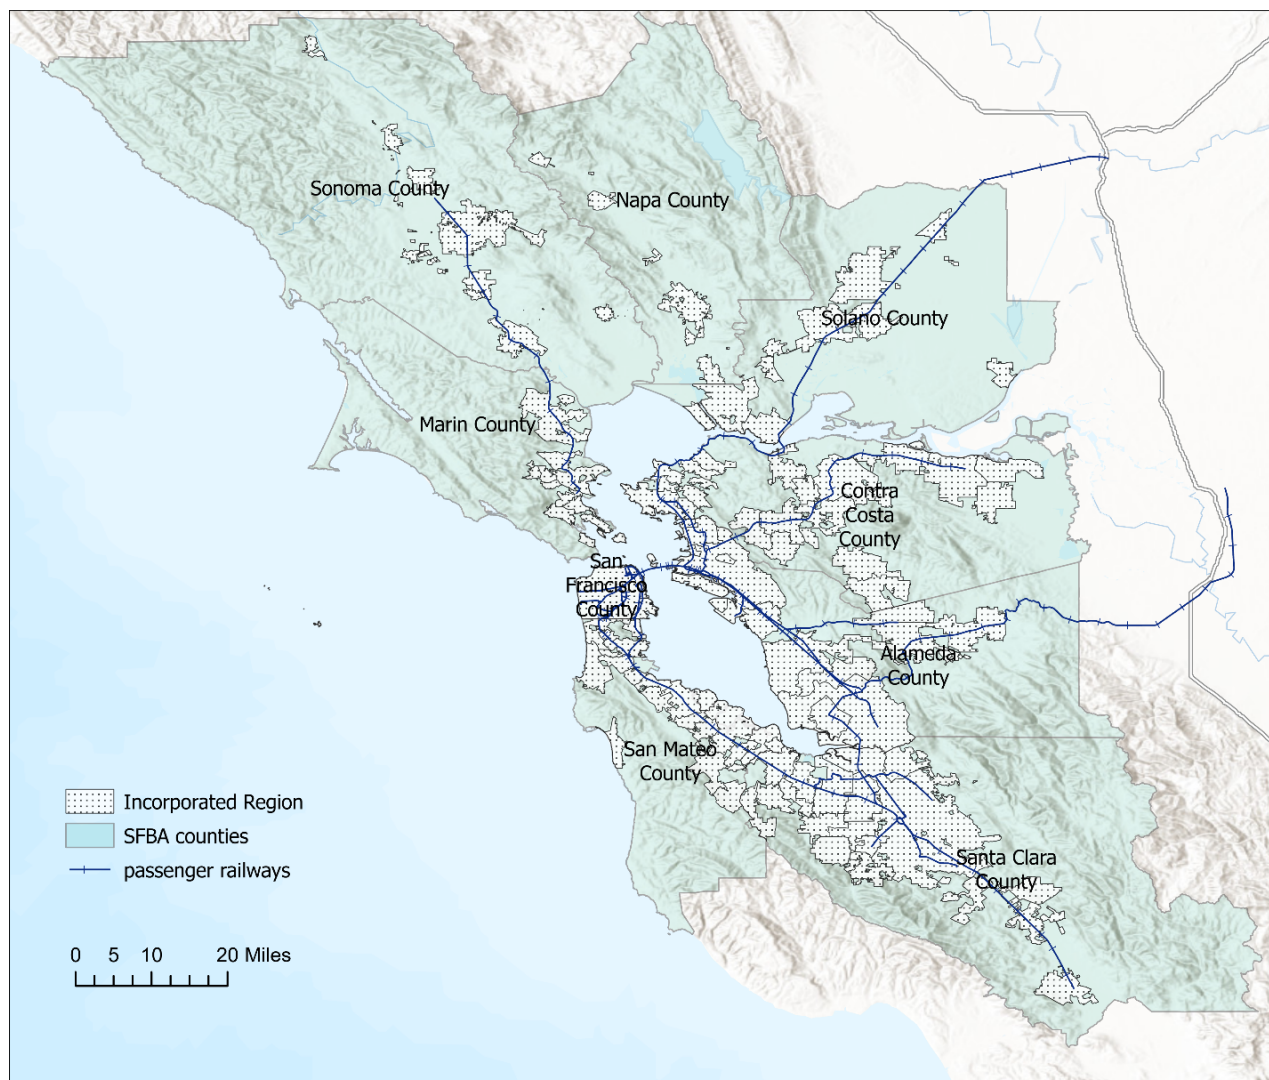 Sonoma County
Napa County
Solano County
Marin County
Contra
Costa
County
San
Francisco
County
Alameda
County
San Mateo
County
Santa Clara
County
Incorporated Region
SFBA counties
passenger railways
0 5 10 20 Miles